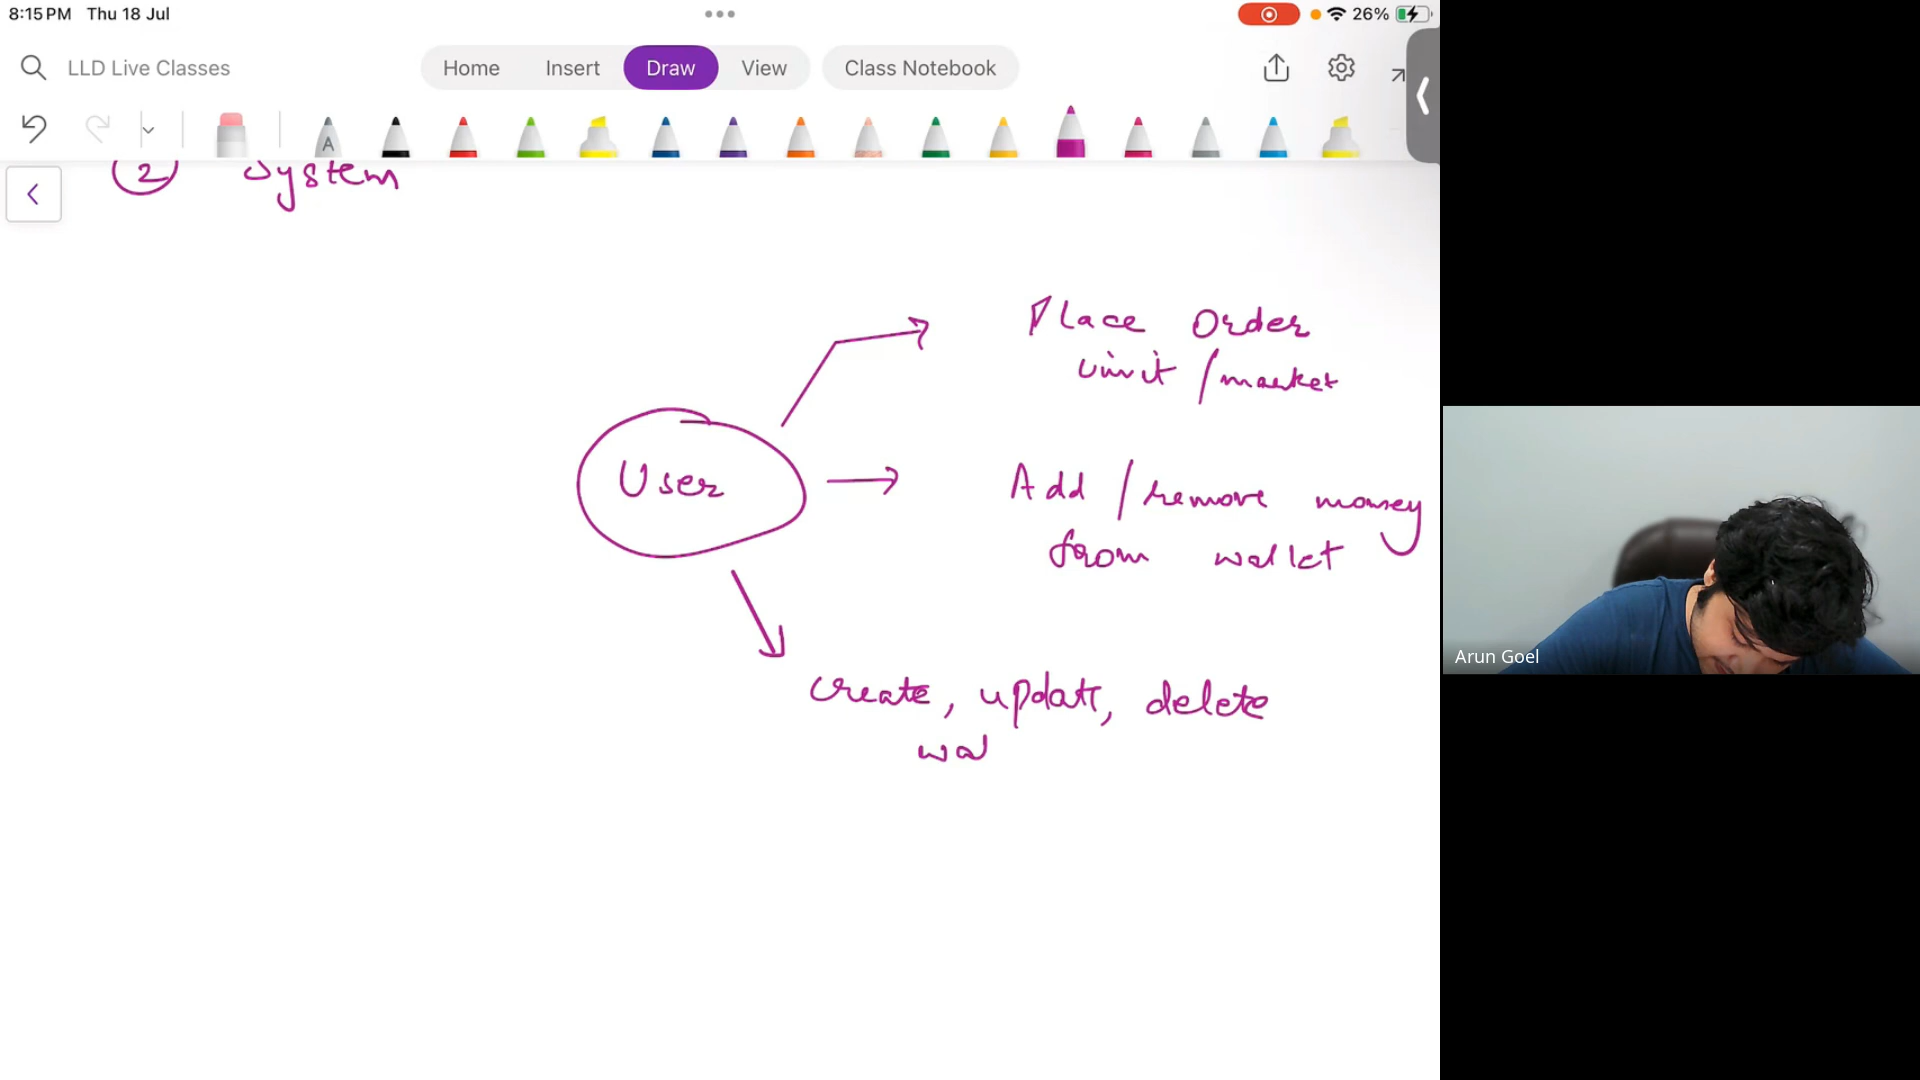 8:15 PM Thu 18 Jul
26%
LLD Live Classes
Home Insert Draw View Class Notebook
A
2 System
Place Order
limit / market
User
Add / remove money
from wallet
create, update, delete
wal
Arun Goel